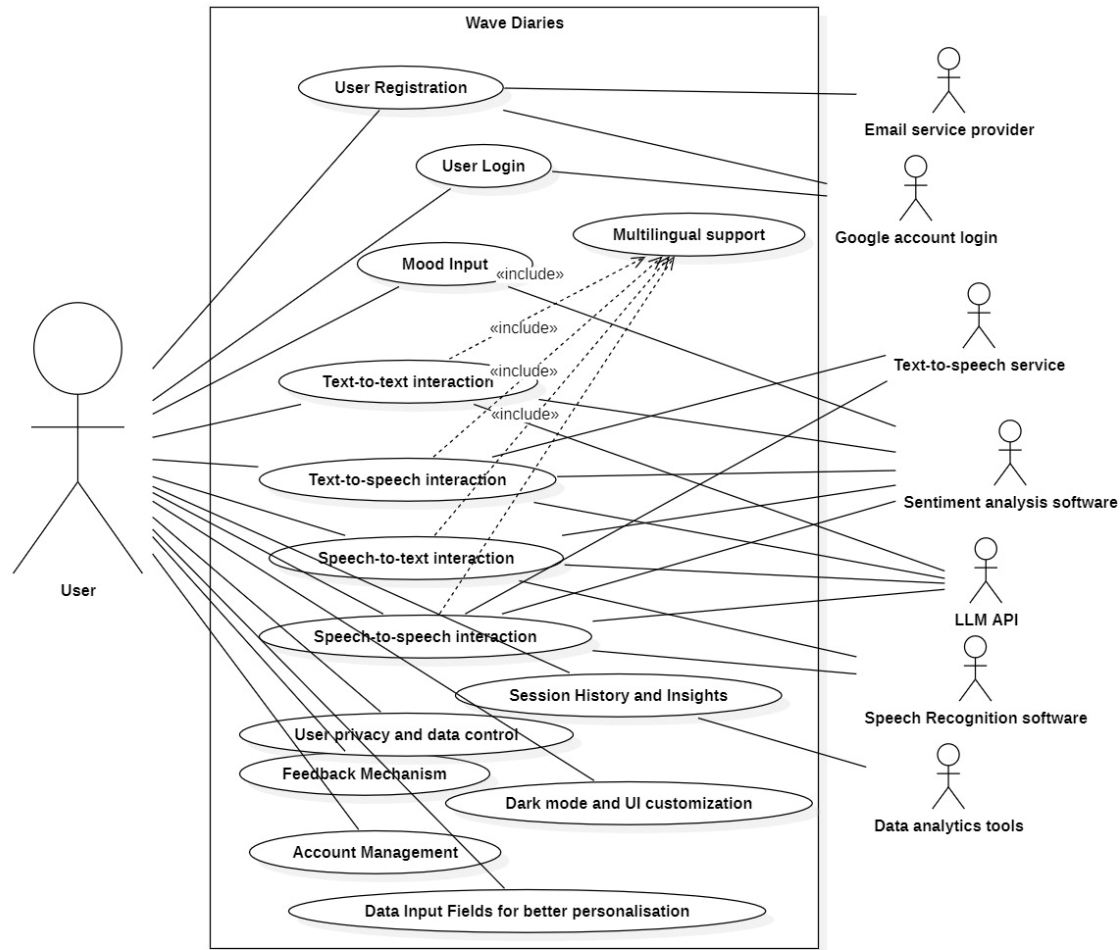 Wave Diaries
User Registration
Email service provider
User Login
Google account login
Multilingual support
Mood Input
«include»
«include»
Text-to-speech service
«include»
Text-to-text interaction
«include»
Text-to-speech interaction
Sentiment analysis software
Speech-to-text interaction
User
LLM API
Speech-to-speech interaction
Session History and Insights
Speech Recognition software
User privacy and data control
Feedback Mechanism
Dark mode and UI customization
Data analytics tools
Account Management
Data Input Fields for better personalisation